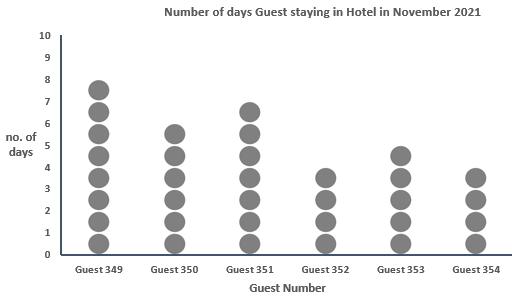 Number of days Guest staying in Hotel in November 2021
10
9
8
7
6
5
4
3
2
1
0
no. of
days
Guest 349 Guest 350 Guest 351 Guest 352 Guest 353 Guest 354
Guest Number